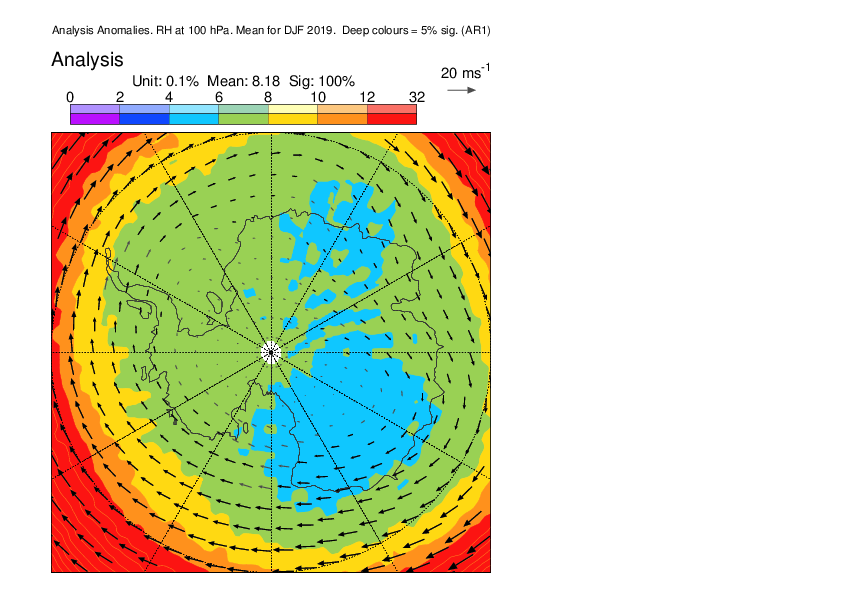 Analysis Anomalies. RH at 100 hPa. Mean for DJF 2019.  Deep colours = 5% sig. (AR1)
Analysis
20 ms-1
Unit: 0.1%  Mean: 8.18  Sig: 100%
0 2 4 6 8 10 12 32